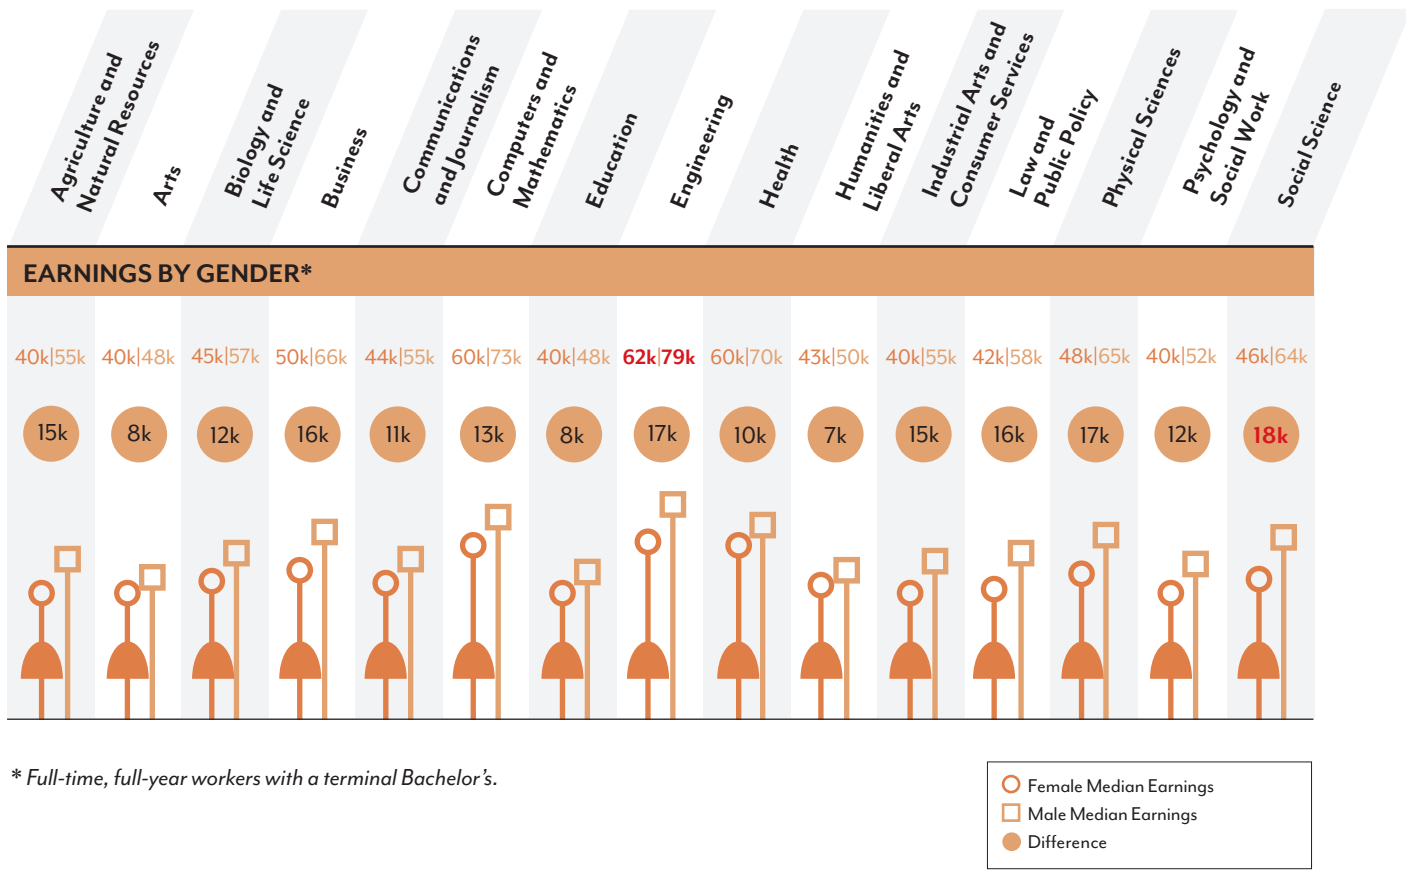 Agriculture and
Natural Resources
Arts
Biology and
Life Science
Business
Communications
and Journalism
Computers and
Mathematics
Education
Engineering
Health
Humanities and
Liberal Arts
Industrial Arts and
Consumer Services
Law and
Public Policy
Physical Sciences
Psychology and
Social Work
Social Science
EARNINGS BY GENDER*
40k|55k 40k|48k 45k|57k 50k|66k 44k|55k 60k|73k 40k|48k 62k|79k 60k|70k 43k|50k 40k|55k 42k|58k 48k|65k 40k|52k 46k|64k
15k 8k 12k 16k 11k 13k 8k 17k 10k 7k 15k 16k 17k 12k 18k
* Full-time, full-year workers with a terminal Bachelor's.
Female Median Earnings
Male Median Earnings
Difference